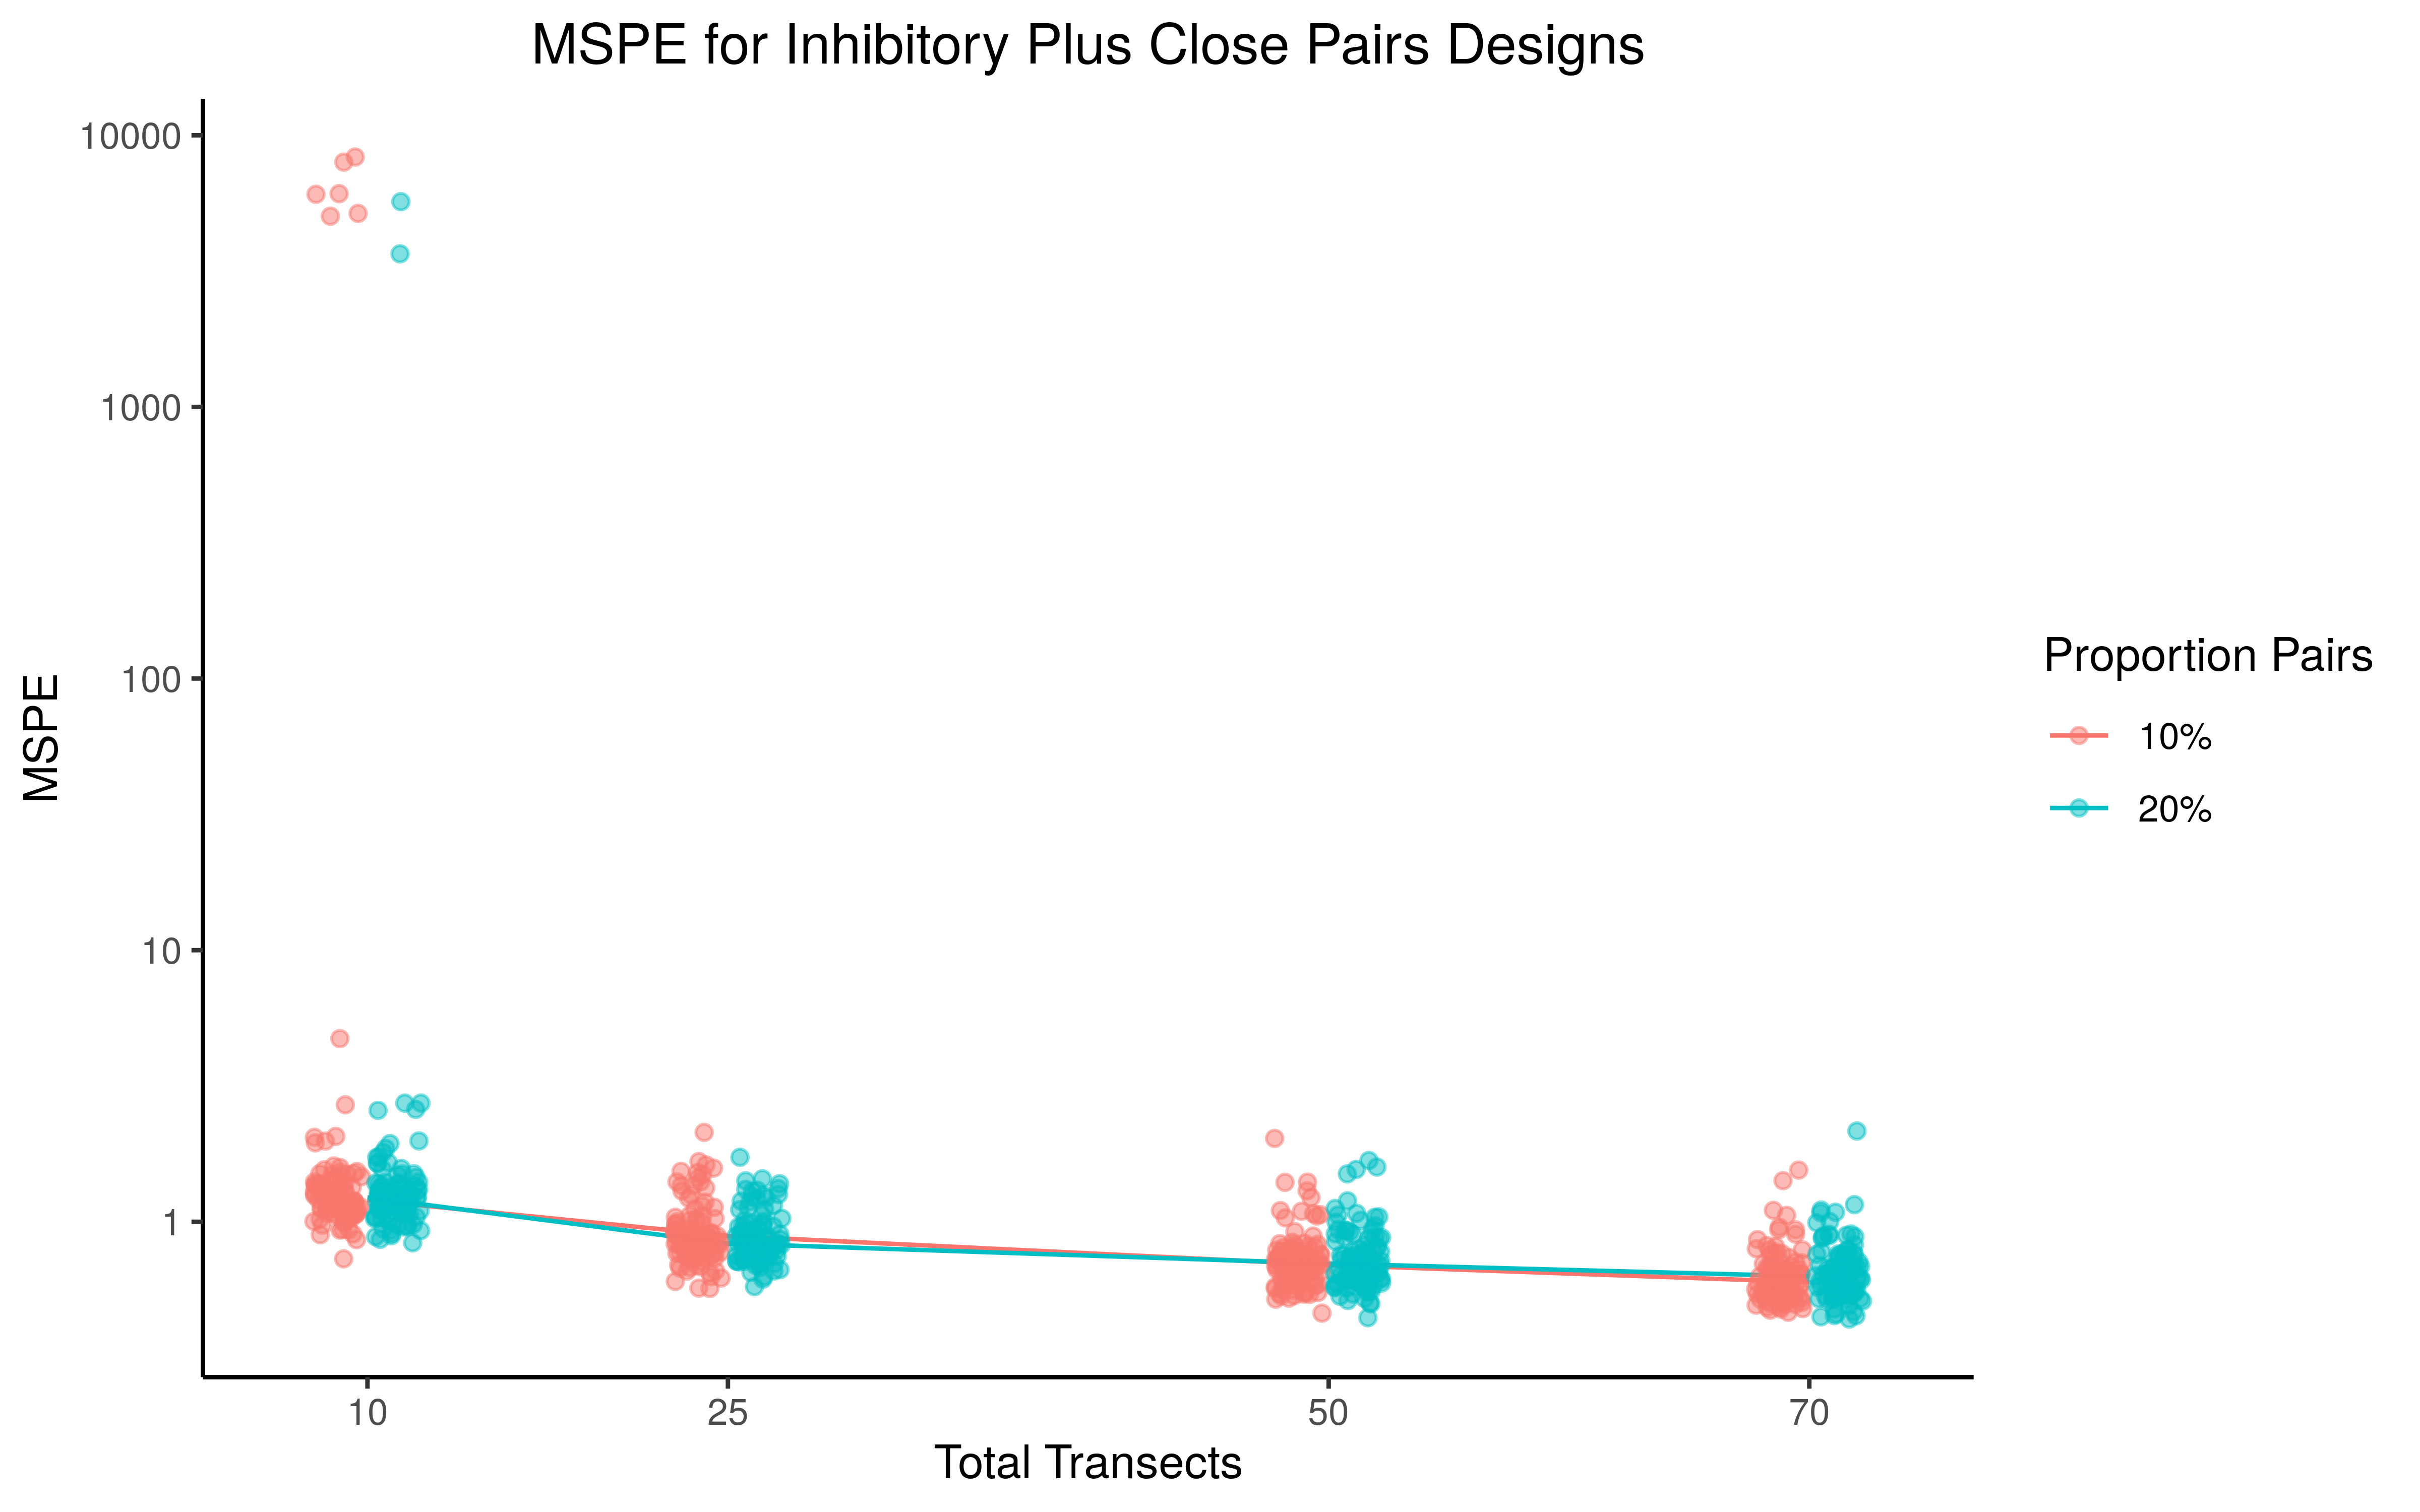 MSPE for Inhibitory Plus Close Pairs Designs
10000
1000
100
10
1
MSPE
10
25
50
70
Total Transects
Proportion Pairs
10%
20%